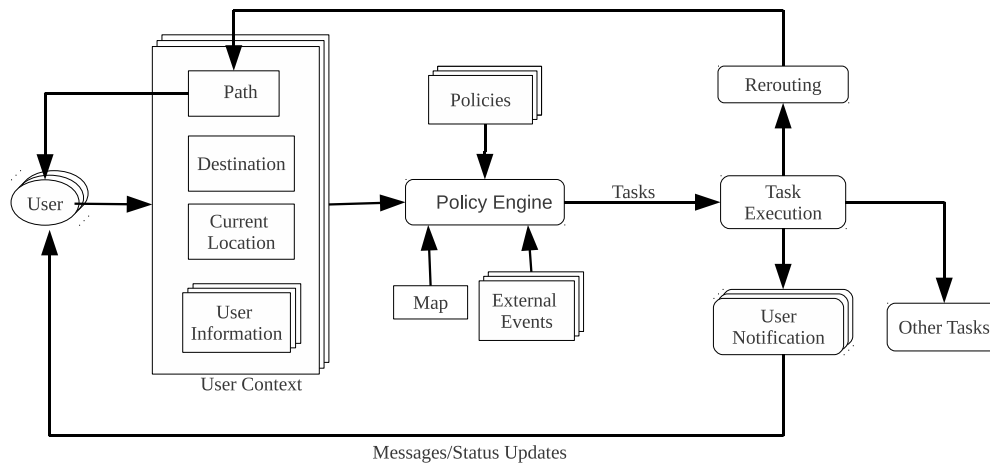 Path
Destination
Current
Location
User
Information
User Context
User
Policies
Policy Engine
Map
External
Events
Tasks
Rerouting
Task
Execution
User
Notification
Other Tasks
Messages/Status Updates